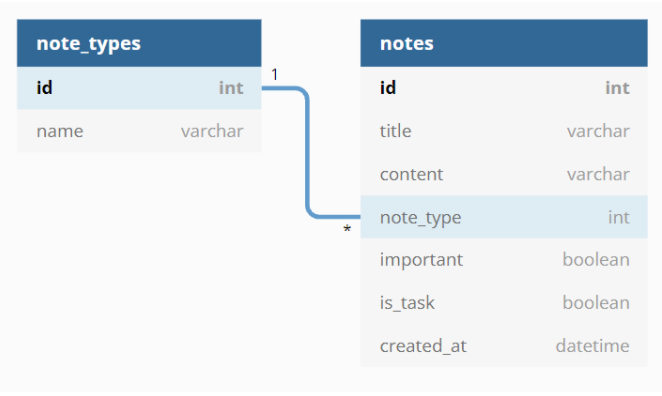 note_types
id int
name varchar
1
*
notes
id int
title varchar
content varchar
note_type int
important boolean
is_task boolean
created_at datetime